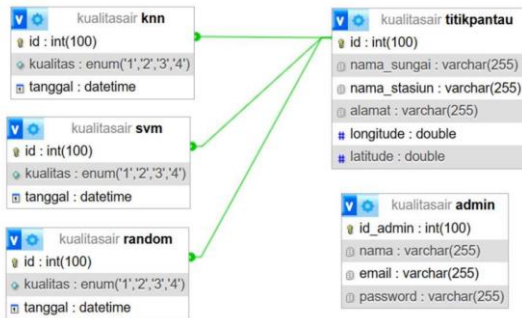 V kualitasair knn
id : int(100)
kualitas : enum('1','2','3','4')
tanggal : datetime
V kualitasair svm
id : int(100)
kualitas : enum('1','2','3','4')
tanggal : datetime
V kualitasair random
id : int(100)
kualitas : enum('1','2','3','4')
tanggal : datetime
V kualitasair titikpantau
id : int(100)
nama_sungai : varchar(255)
nama_stasiun : varchar(255)
alamat : varchar(255)
# longitude : double
# latitude : double
V kualitasair admin
id_admin : int(100)
nama : varchar(255)
email : varchar(255)
password : varchar(255)